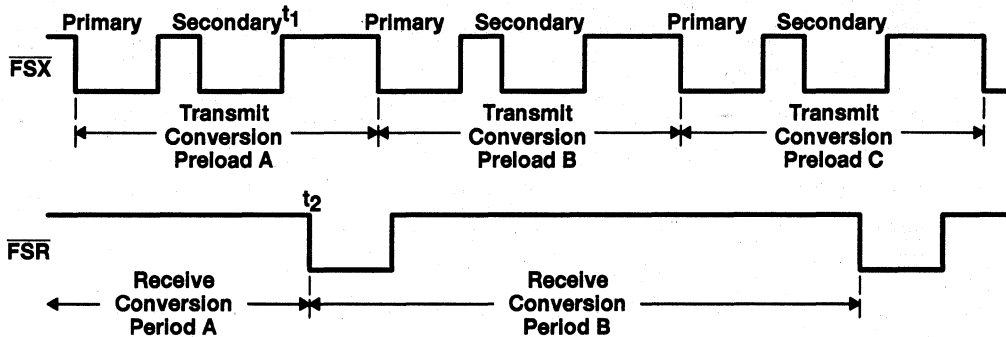 Primary Secondary t1 Primary Secondary Primary Secondary
FSX
Transmit
Conversion
Preload A
Transmit
Conversion
Preload B
Transmit
Conversion
Preload C
t2
FSR
Receive
Conversion
Period A
Receive
Conversion
Period B